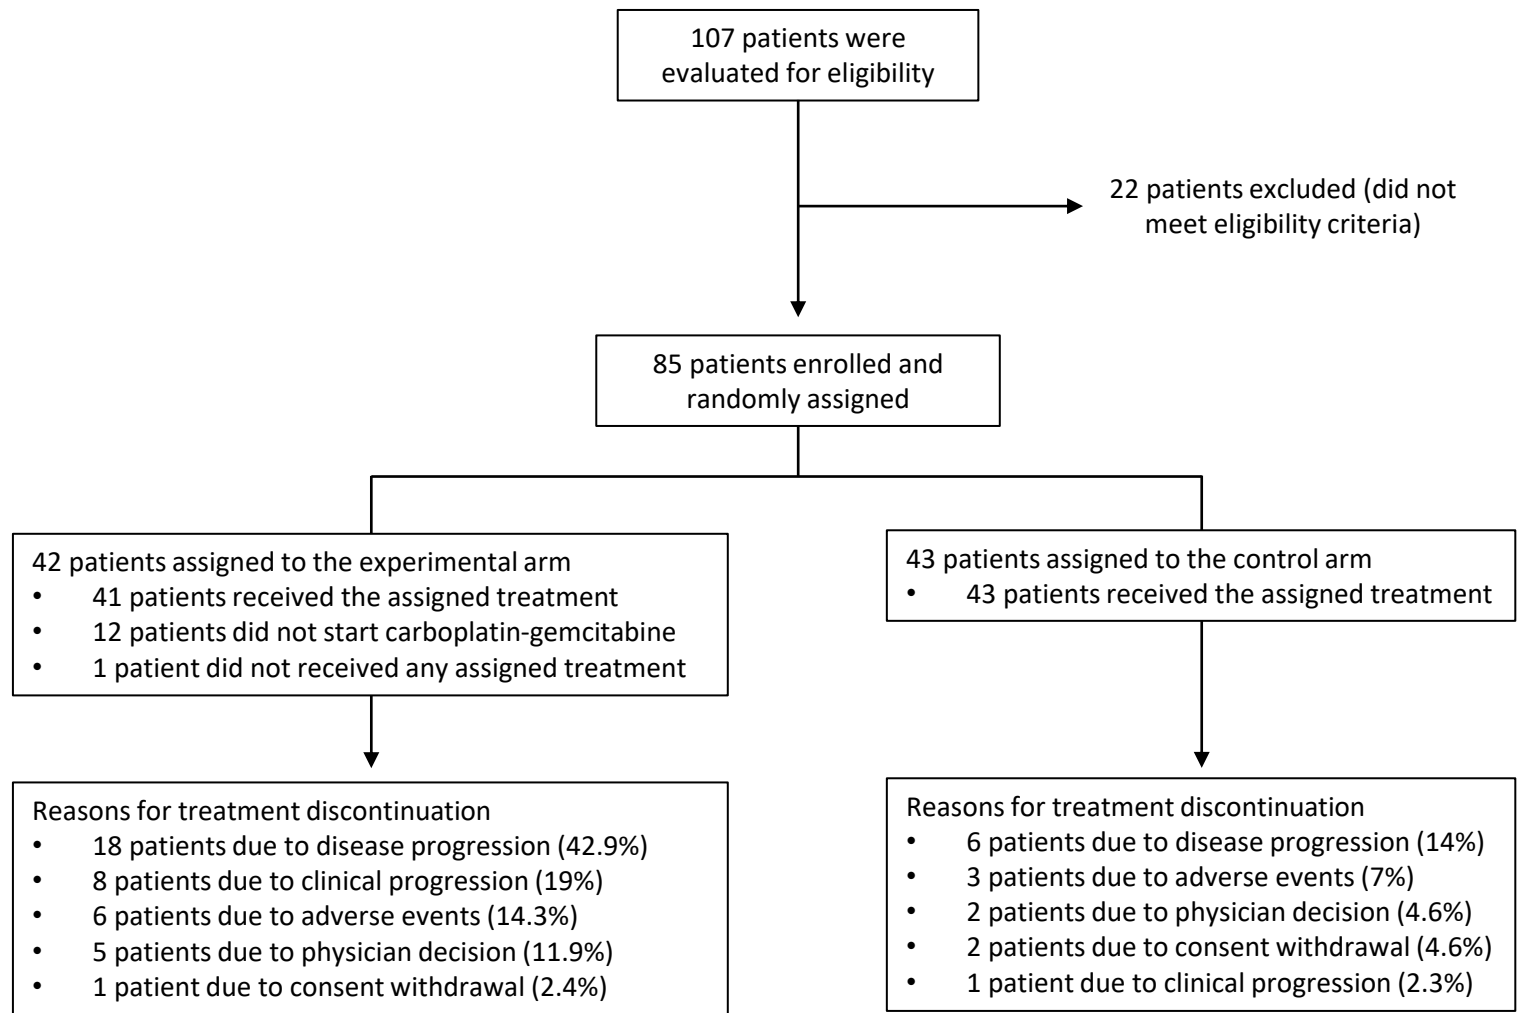 107 patients were
evaluated for eligibility
22 patients excluded (did not
meet eligibility criteria)
85 patients enrolled and
randomly assigned
42 patients assigned to the experimental arm
• 41 patients received the assigned treatment
• 12 patients did not start carboplatin-gemcitabine
• 1 patient did not received any assigned treatment
43 patients assigned to the control arm
• 43 patients received the assigned treatment
Reasons for treatment discontinuation
• 18 patients due to disease progression (42.9%)
• 8 patients due to clinical progression (19%)
• 6 patients due to adverse events (14.3%)
• 5 patients due to physician decision (11.9%)
• 1 patient due to consent withdrawal (2.4%)
Reasons for treatment discontinuation
• 6 patients due to disease progression (14%)
• 3 patients due to adverse events (7%)
• 2 patients due to physician decision (4.6%)
• 2 patients due to consent withdrawal (4.6%)
• 1 patient due to clinical progression (2.3%)